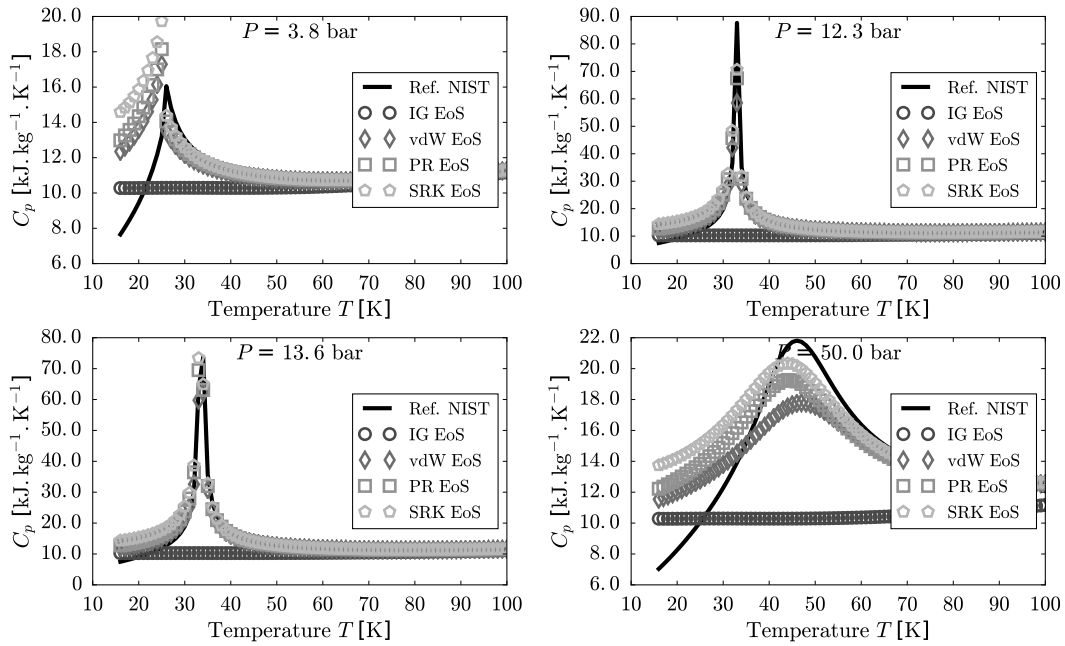 P = 3.8 bar
C_p [kJ.kg⁻¹.K⁻¹]
20.0
18.0
16.0
14.0
12.0
10.0
8.0
6.0
Ref. NIST
IG EoS
vdW EoS
PR EoS
SRK EoS
10 20 30 40 50 60 70 80 90 100
Temperature T [K]
P = 12.3 bar
C_p [kJ.kg⁻¹.K⁻¹]
90.0
80.0
70.0
60.0
50.0
40.0
30.0
20.0
10.0
0
Ref. NIST
IG EoS
vdW EoS
PR EoS
SRK EoS
10 20 30 40 50 60 70 80 90 100
Temperature T [K]
P = 13.6 bar
C_p [kJ.kg⁻¹.K⁻¹]
80.0
70.0
60.0
50.0
40.0
30.0
20.0
10.0
0
Ref. NIST
IG EoS
vdW EoS
PR EoS
SRK EoS
10 20 30 40 50 60 70 80 90 100
Temperature T [K]
P = 50.0 bar
C_p [kJ.kg⁻¹.K⁻¹]
22.0
20.0
18.0
16.0
14.0
12.0
10.0
8.0
6.0
Ref. NIST
IG EoS
vdW EoS
PR EoS
SRK EoS
10 20 30 40 50 60 70 80 90 100
Temperature T [K]